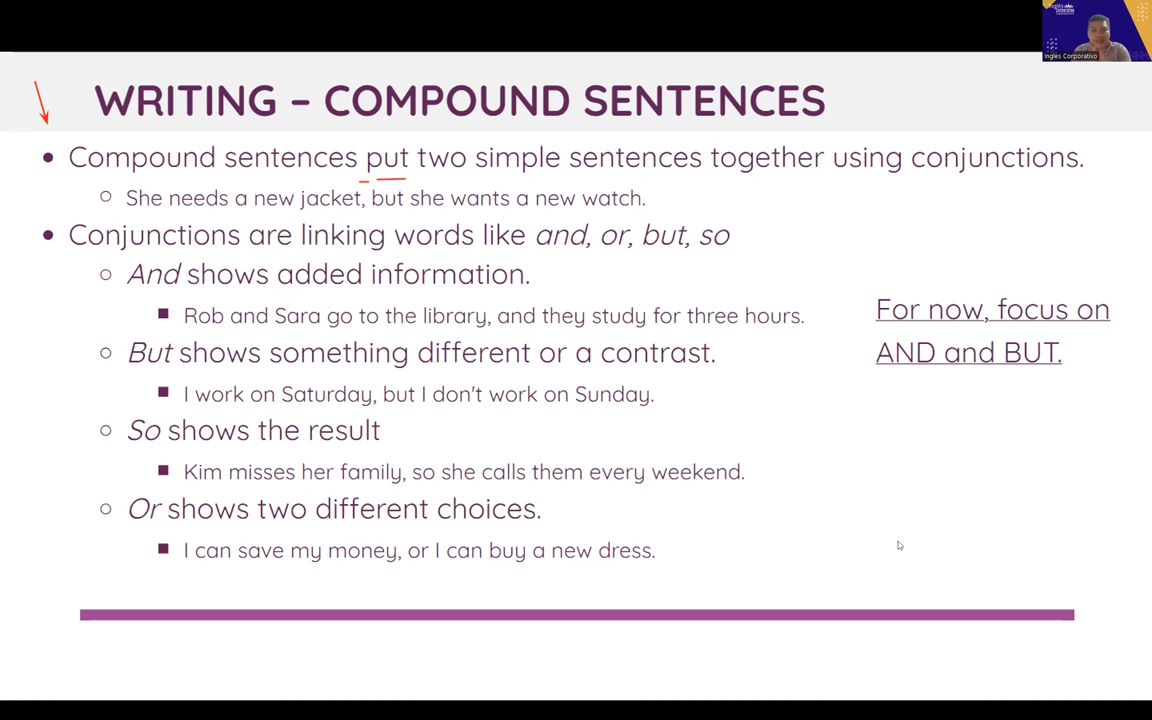 Inglés
Corporativo
Ingles Corporativo
WRITING – COMPOUND SENTENCES
Compound sentences put two simple sentences together using conjunctions.
She needs a new jacket, but she wants a new watch.
Conjunctions are linking words like and, or, but, so
And shows added information.
Rob and Sara go to the library, and they study for three hours.
For now, focus on
AND and BUT.
But shows something different or a contrast.
I work on Saturday, but I don't work on Sunday.
So shows the result
Kim misses her family, so she calls them every weekend.
Or shows two different choices.
I can save my money, or I can buy a new dress.